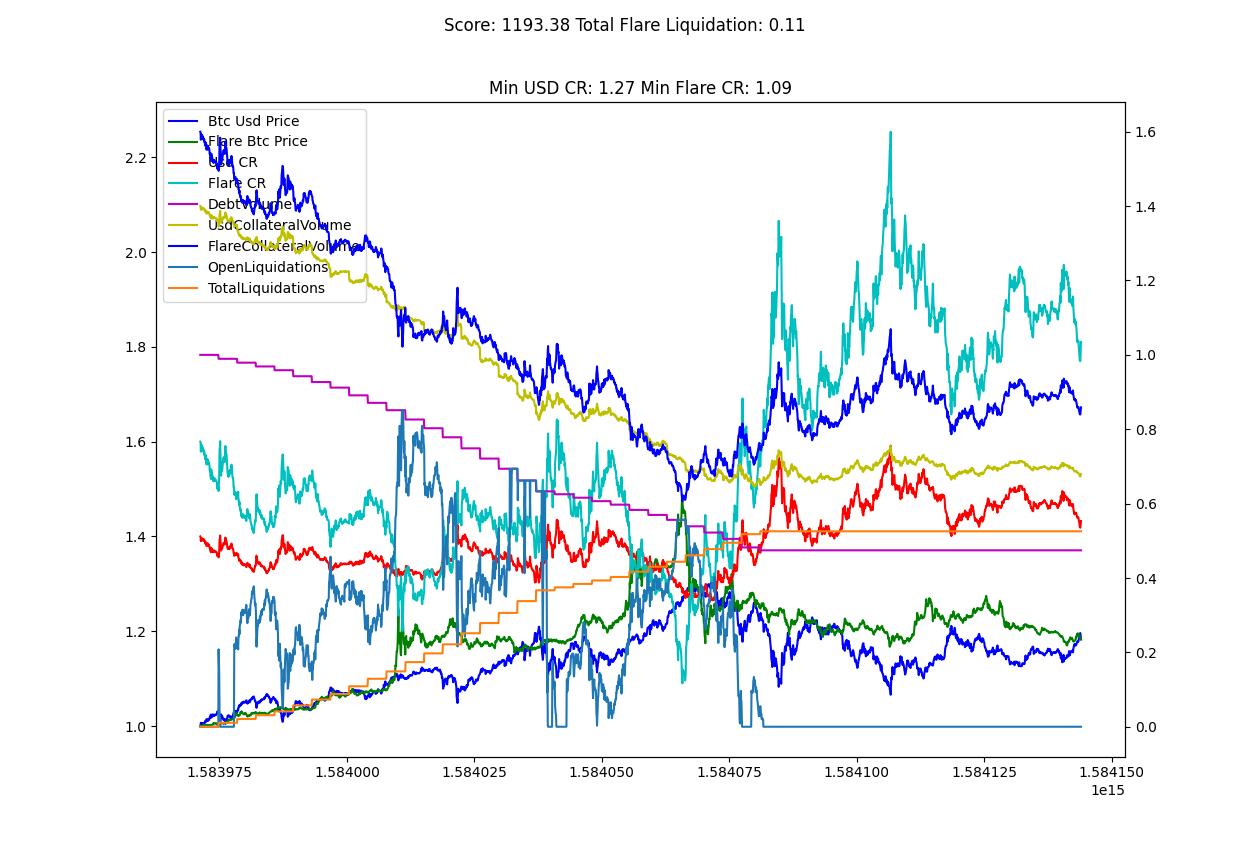 Score: 1193.38 Total Flare Liquidation: 0.11
Min USD CR: 1.27 Min Flare CR: 1.09
Btc Usd Price
Flare Btc Price
Usd CR
Flare CR
DebtVolume
UsdCollateralVolume
FlareCollateralVolume
OpenLiquidations
TotalLiquidations
2.2
2.0
1.8
1.6
1.4
1.2
1.0
1.6
1.4
1.2
1.0
0.8
0.6
0.4
0.2
0.0
1.583975 1.584000 1.584025 1.584050 1.584075 1.584100 1.584125 1.584150
1e15